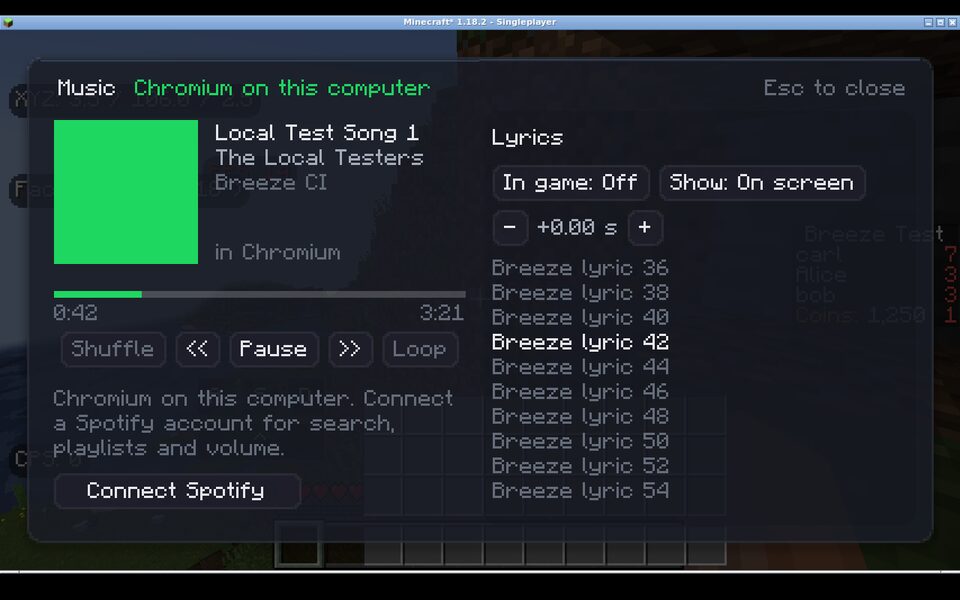 Minecraft* 1.18.2 - Singleplayer
Music Chromium on this computer
Esc to close
Local Test Song 1
The Local Testers
Breeze CI
in Chromium
0:42
3:21
Shuffle << Pause >> Loop
Chromium on this computer. Connect
a Spotify account for search,
playlists and volume.
Connect Spotify
Lyrics
In game: Off
Show: On screen
- +0.00 s +
Breeze lyric 36
Breeze lyric 38
Breeze lyric 40
Breeze lyric 42
Breeze lyric 44
Breeze lyric 46
Breeze lyric 48
Breeze lyric 50
Breeze lyric 52
Breeze lyric 54
Breeze Test
carl 7
Alice 3
bob 3
Coins: 1,250 1